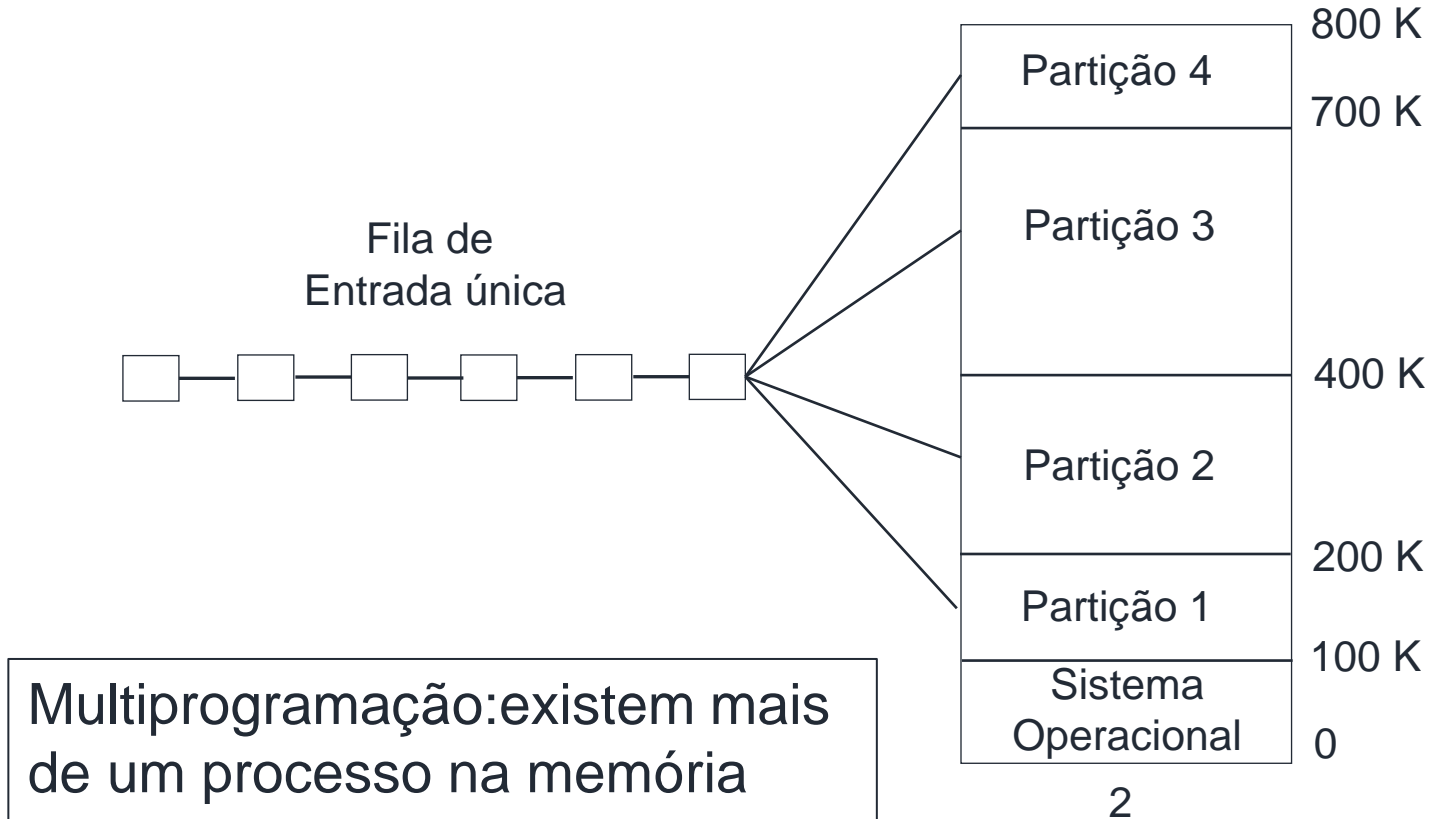 800 K
Partição 4
700 K
Partição 3
Fila de
Entrada única
400 K
Partição 2
200 K
Partição 1
100 K
Sistema
Operacional
0
Multiprogramação:existem mais
de um processo na memória
2